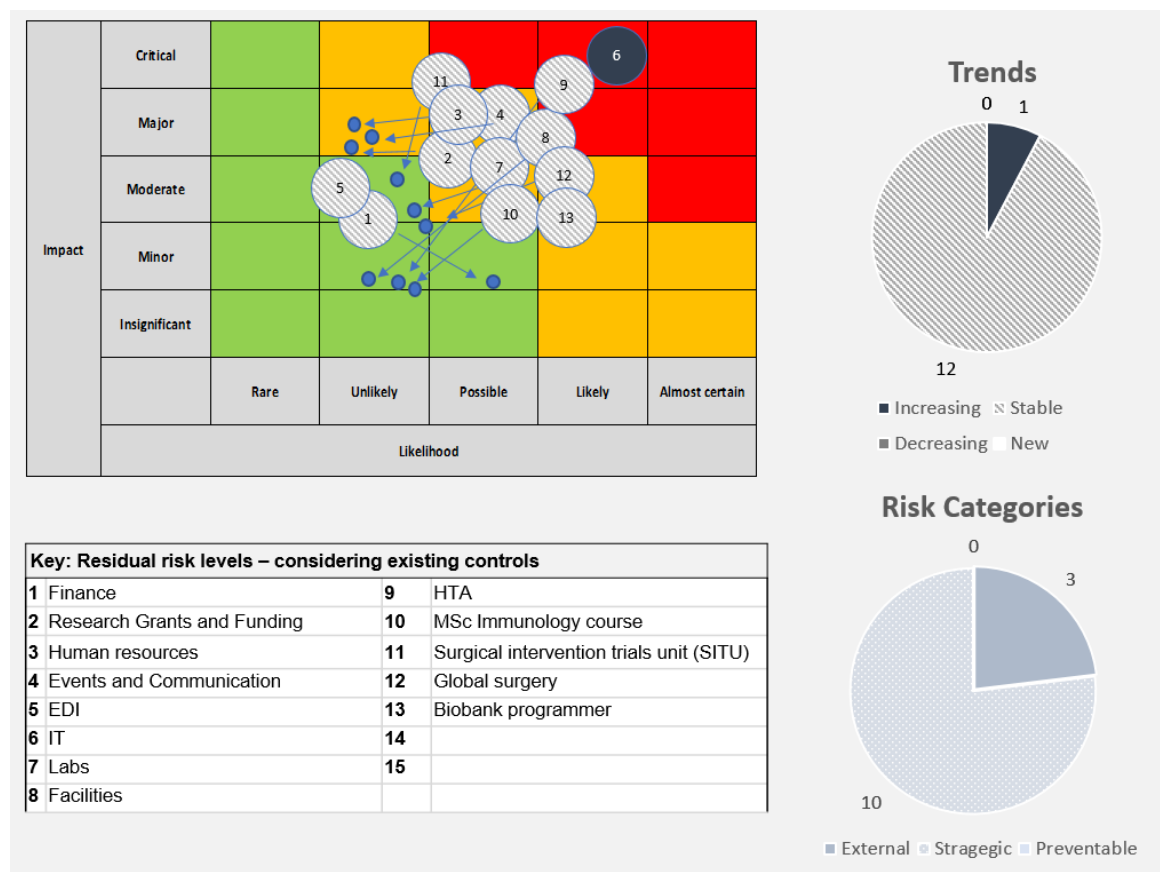 Critical
Major
Moderate
Minor
Insignificant
Impact
Rare Unlikely Possible Likely Almost certain
Likelihood
6
11
9
3
4
8
2
7
12
5
1
10
13
Trends
0 1
12
Increasing Stable
Decreasing New
Key: Residual risk levels – considering existing controls
1 Finance 9 HTA
2 Research Grants and Funding 10 MSc Immunology course
3 Human resources 11 Surgical intervention trials unit (SITU)
4 Events and Communication 12 Global surgery
5 EDI 13 Biobank programmer
6 IT 14
7 Labs 15
8 Facilities
Risk Categories
0
3
10
External Stragegic Preventable